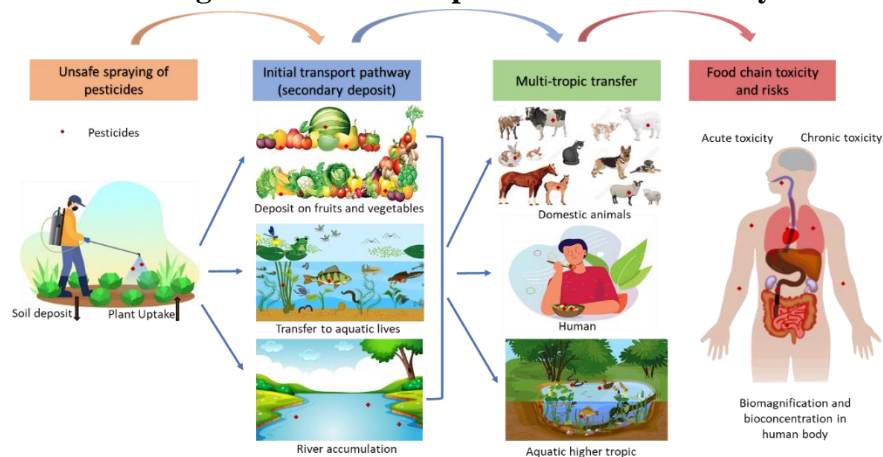 Unsafe spraying of
pesticides
Initial transport pathway
(secondary deposit)
Multi-tropic transfer
Food chain toxicity
and risks
Pesticides
Soil deposit
Plant Uptake
Deposit on fruits and vegetables
Transfer to aquatic lives
River accumulation
Domestic animals
Human
Aquatic higher tropic
Acute toxicity
Chronic toxicity
Biomagnification and
bioconcentration in
human body